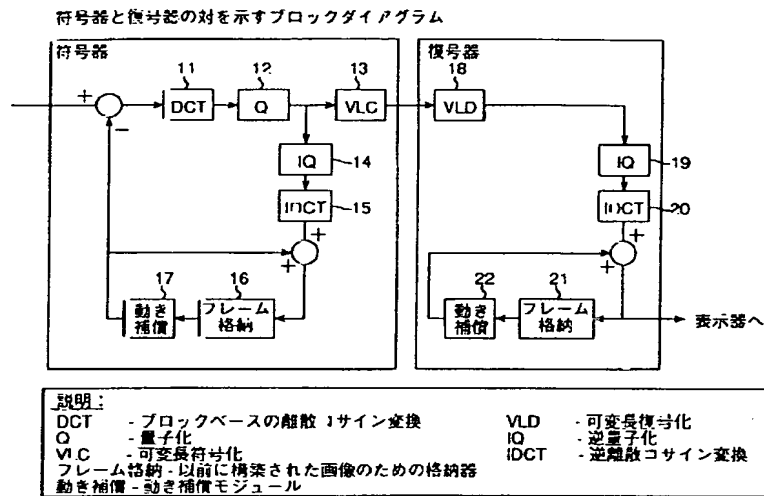 符号器と復号器の対を示すブロックダイアグラム
符号器
復号器
11
12
13
18
+
−
DCT
Q
VLC
VLD
IQ
14
IDCT
15
IQ
19
IDCT
20
+
+
+
+
17
16
22
21
動き
補償
フレーム
格納
動き
補償
フレーム
格納
表示器へ
説明:
DCT - ブロックベースの離散コサイン変換
VLD - 可変長復号化
Q - 量子化
IQ - 逆量子化
VLC - 可変長符号化
IDCT - 逆離散コサイン変換
フレーム格納 - 以前に構築された画像のための格納器
動き補償 - 動き補償モジュール